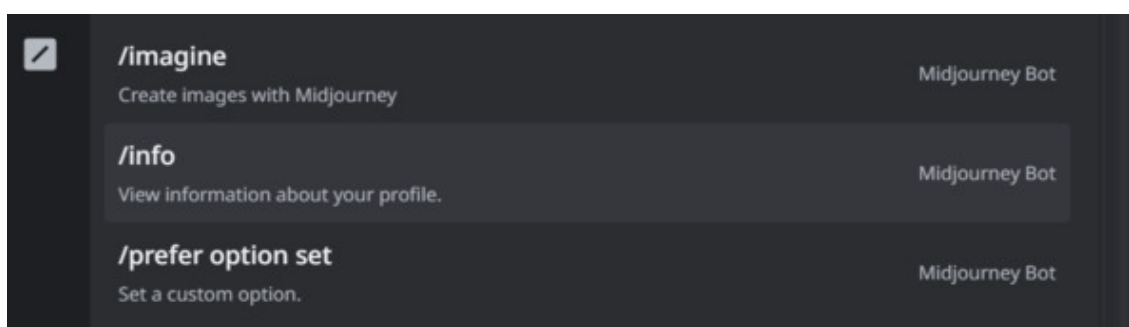 /imagine
Create images with Midjourney
Midjourney Bot
/info
View information about your profile.
Midjourney Bot
/prefer option set
Set a custom option.
Midjourney Bot